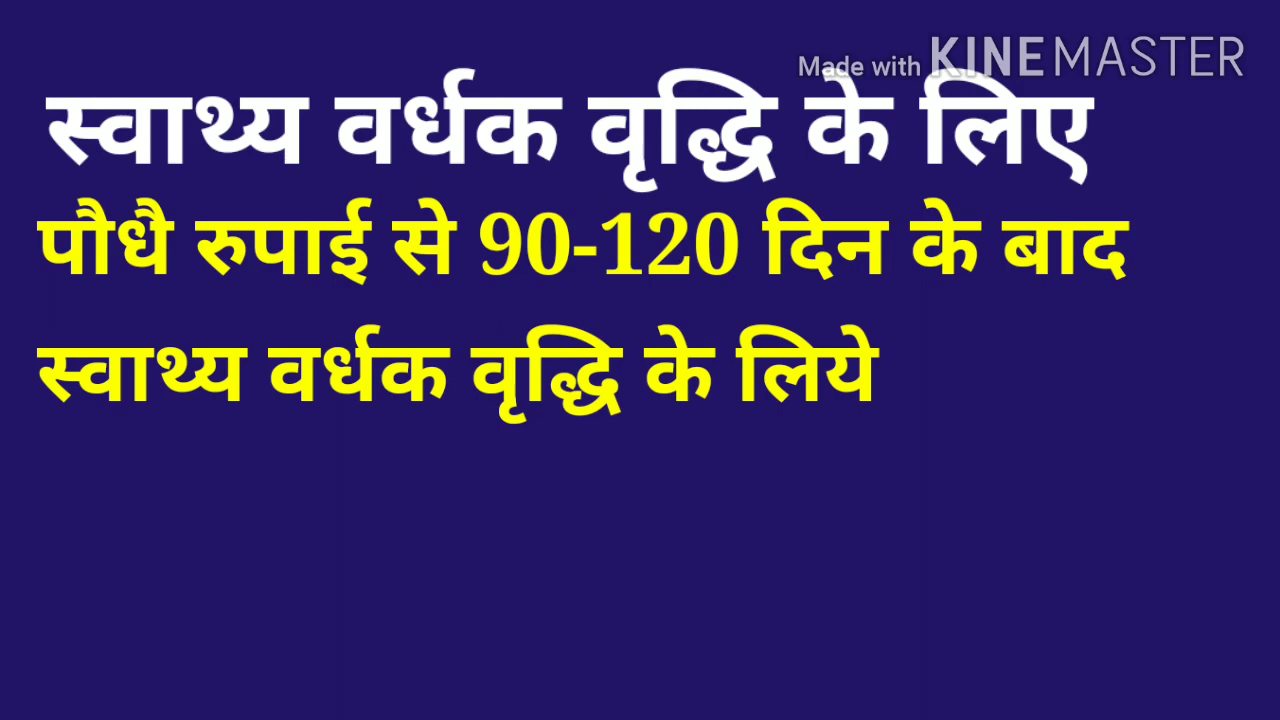 Made with KINEMASTER
स्वाथ्य वर्धक वृद्धि के लिए
पौधै रुपाई से 90-120 दिन के बाद
स्वाथ्य वर्धक वृद्धि के लिये